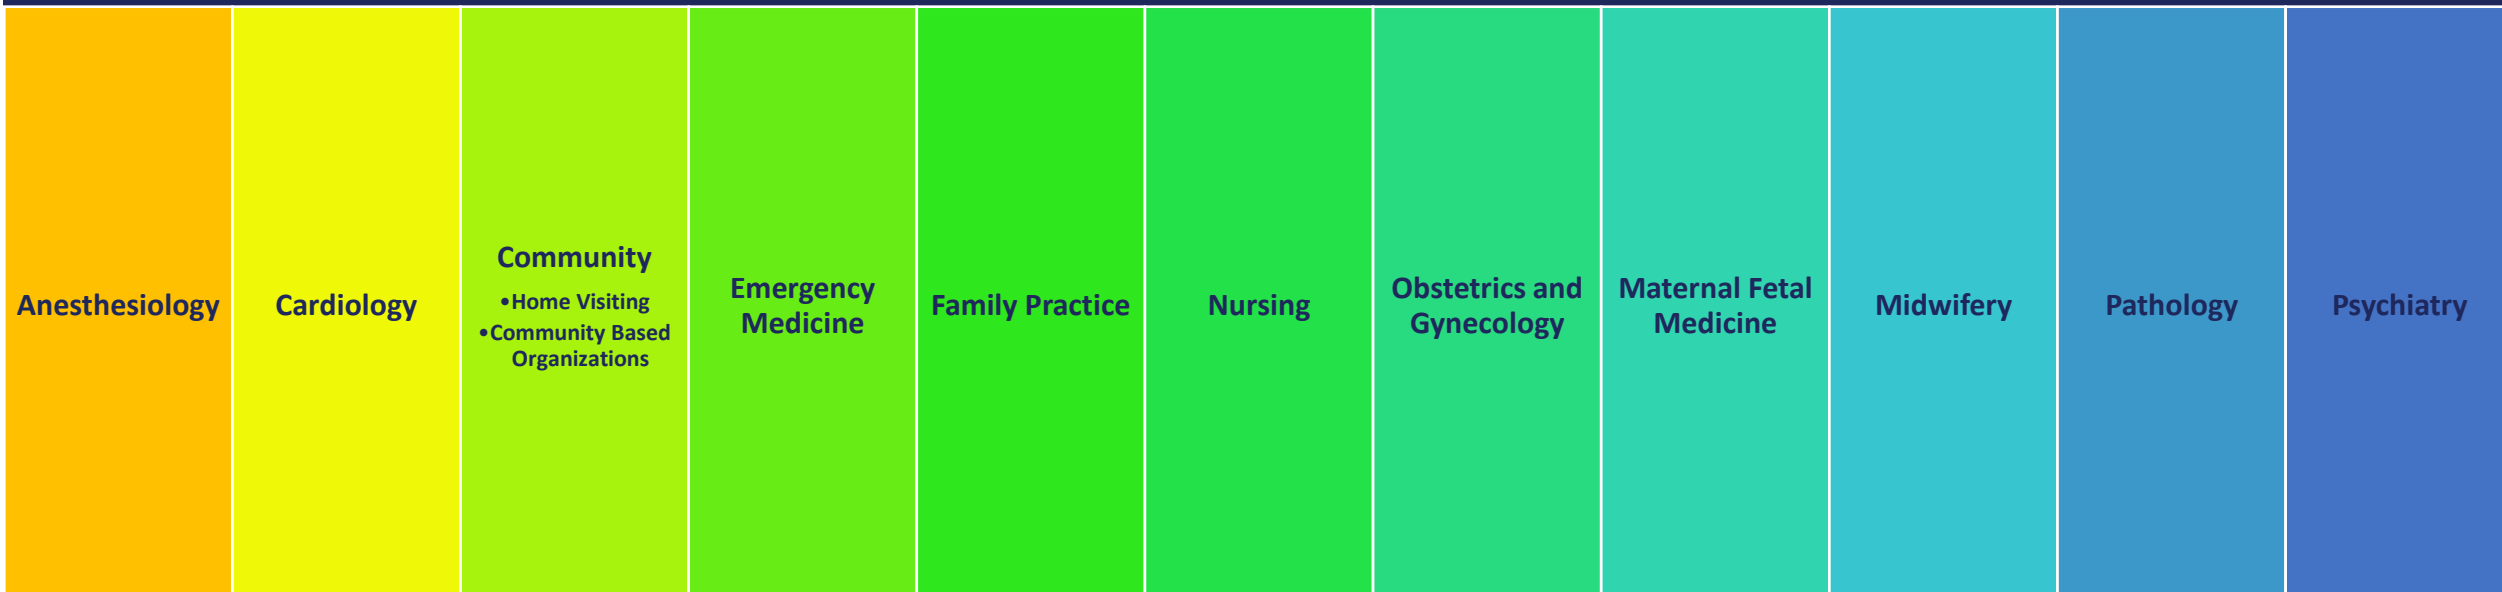 Anesthesiology
Cardiology
Community
•Home Visiting
•Community Based
Organizations
Emergency
Medicine
Family Practice
Nursing
Obstetrics and
Gynecology
Maternal Fetal
Medicine
Midwifery
Pathology
Psychiatry